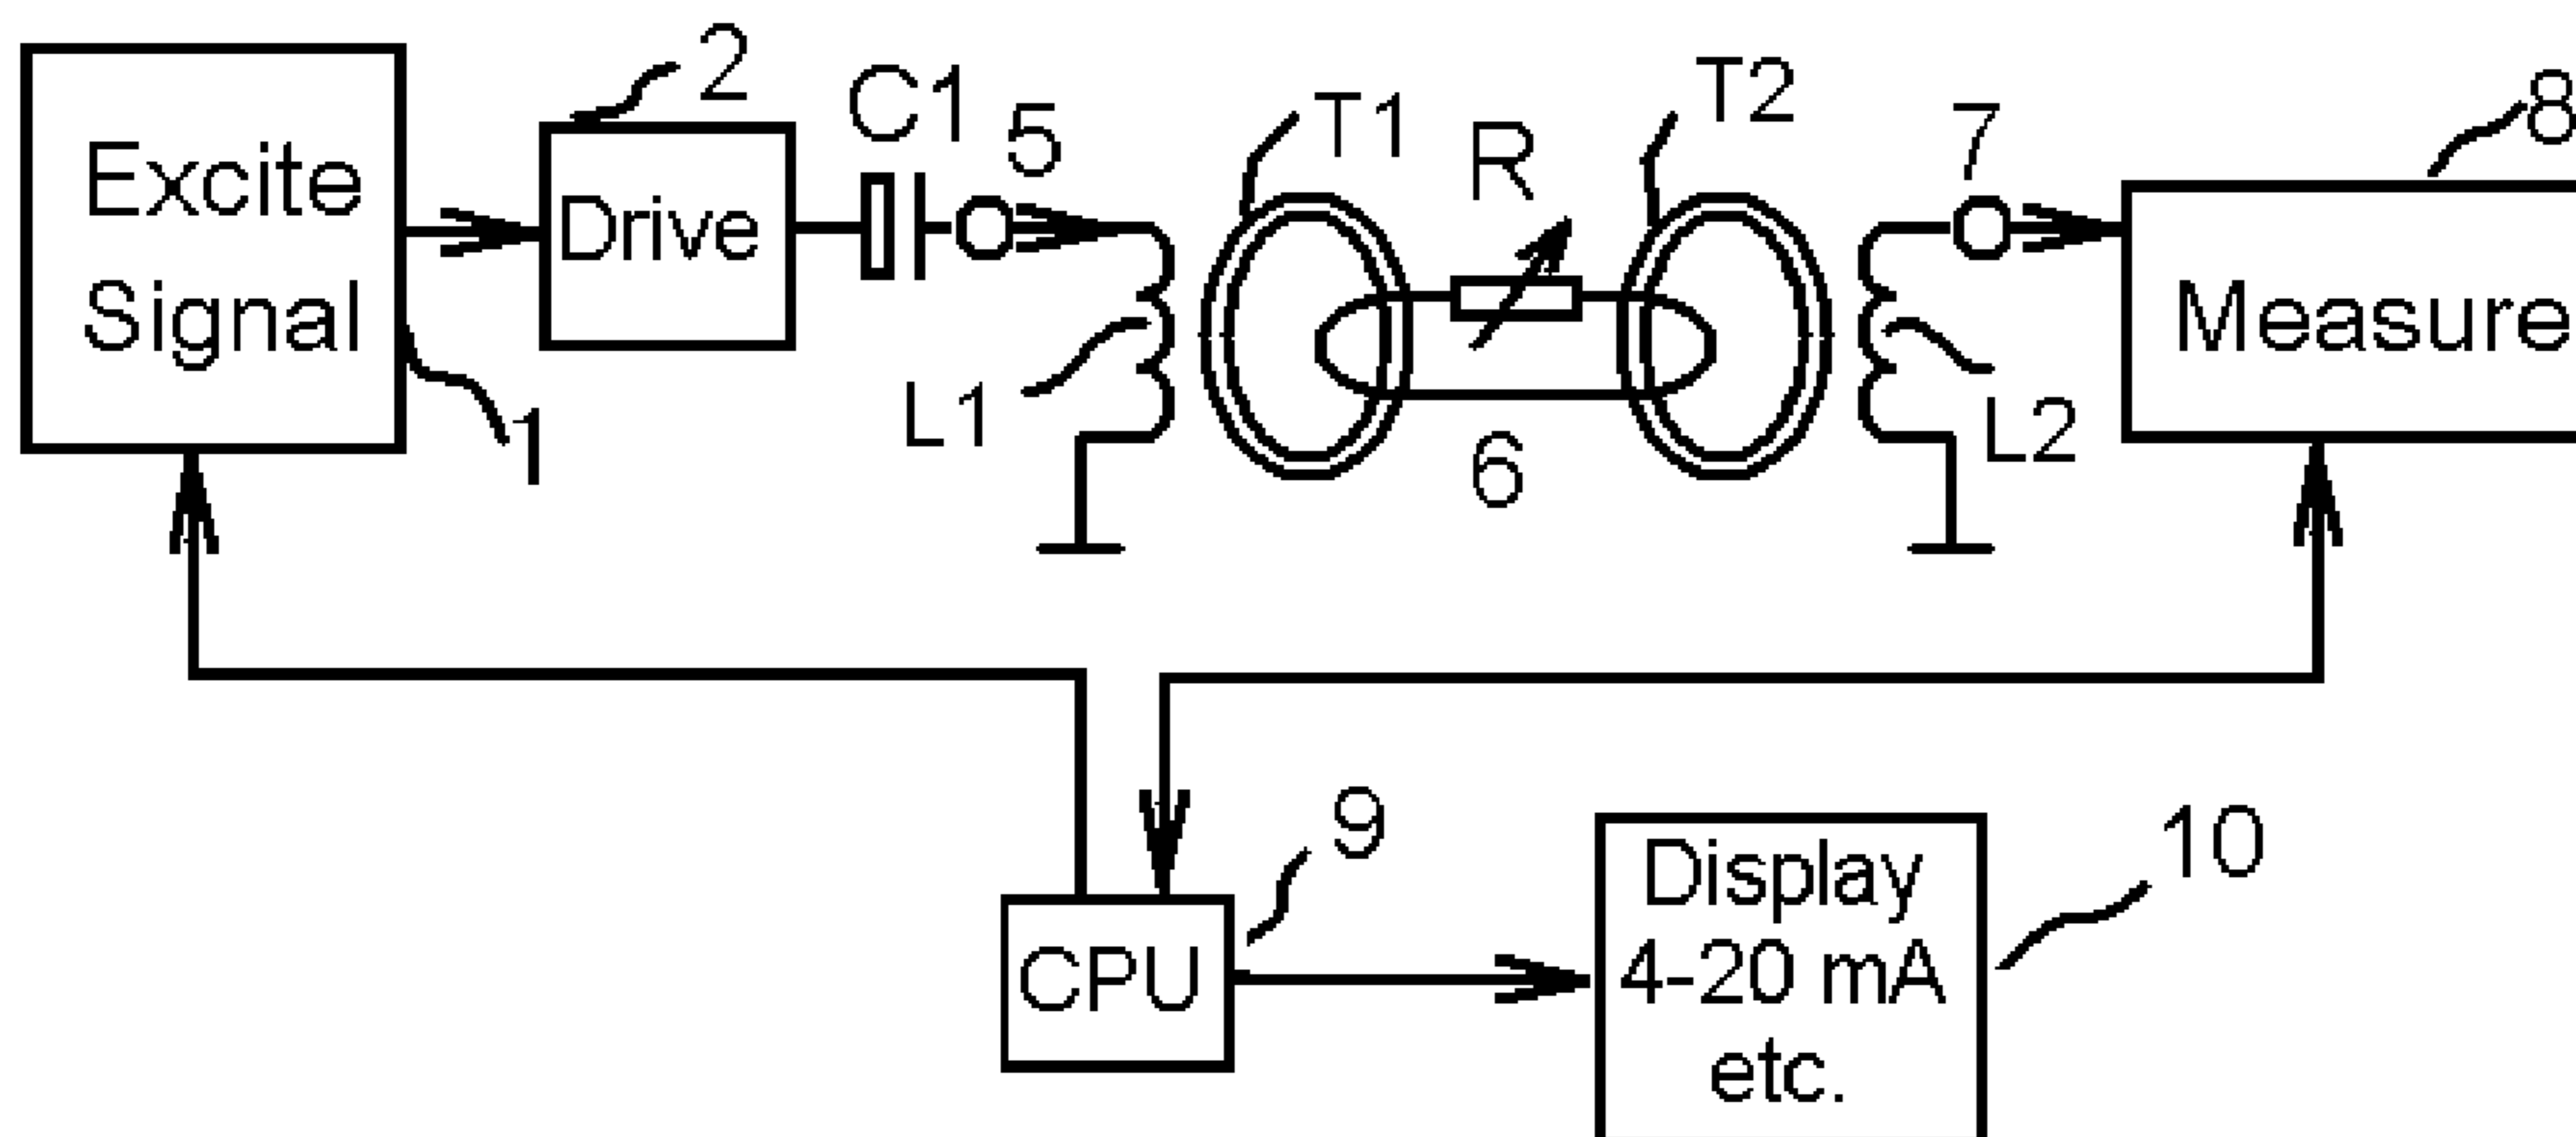 2
C1
5
T1
R
T2
7
8
Excite
Signal
Drive
Measure
1
L1
6
L2
9
10
CPU
Display
4-20 mA
etc.